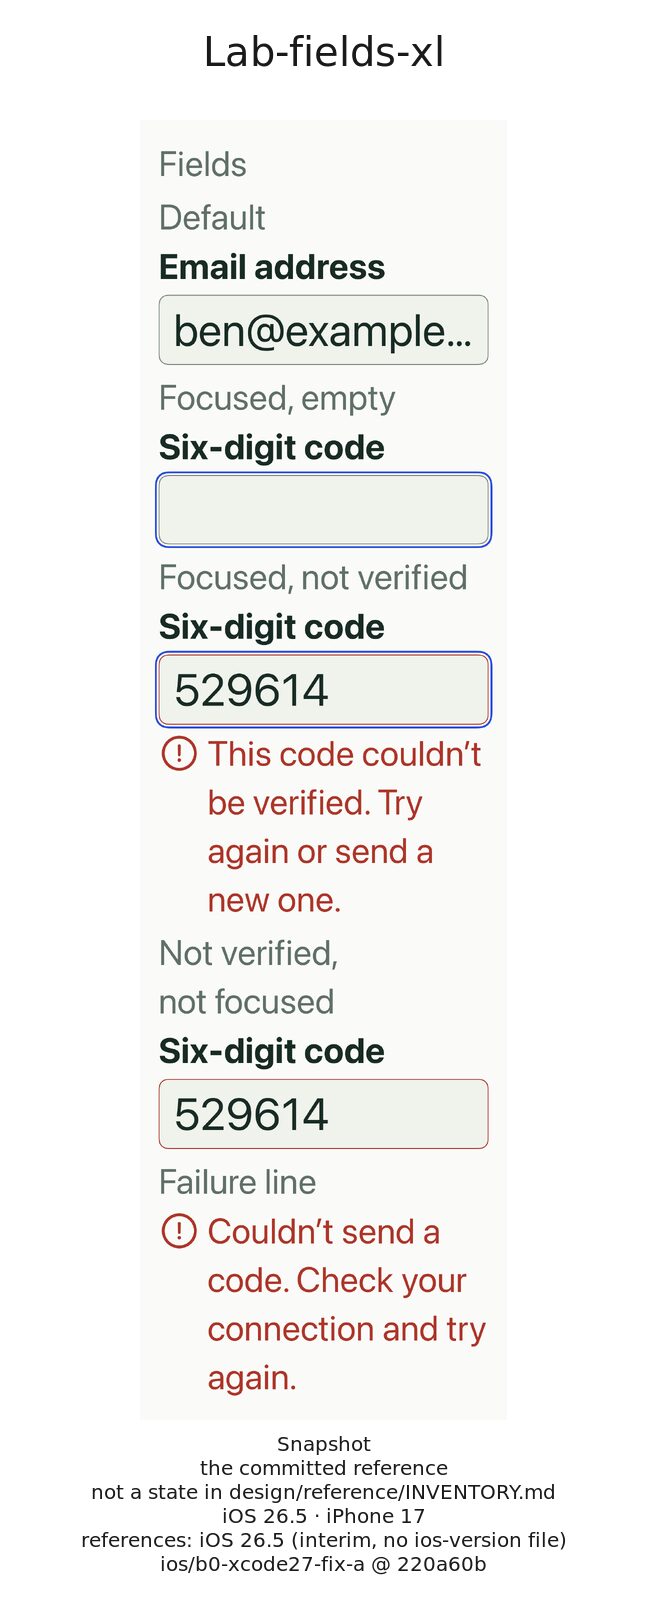 Lab-fields-xl
Fields
Default
Email address
ben@example…
Focused, empty
Six-digit code
Focused, not verified
Six-digit code
529614
This code couldn’t
be verified. Try
again or send a
new one.
Not verified,
not focused
Six-digit code
529614
Failure line
Couldn’t send a
code. Check your
connection and try
again.
Snapshot
the committed reference
not a state in design/reference/INVENTORY.md
iOS 26.5 · iPhone 17
references: iOS 26.5 (interim, no ios-version file)
ios/b0-xcode27-fix-a @ 220a60b